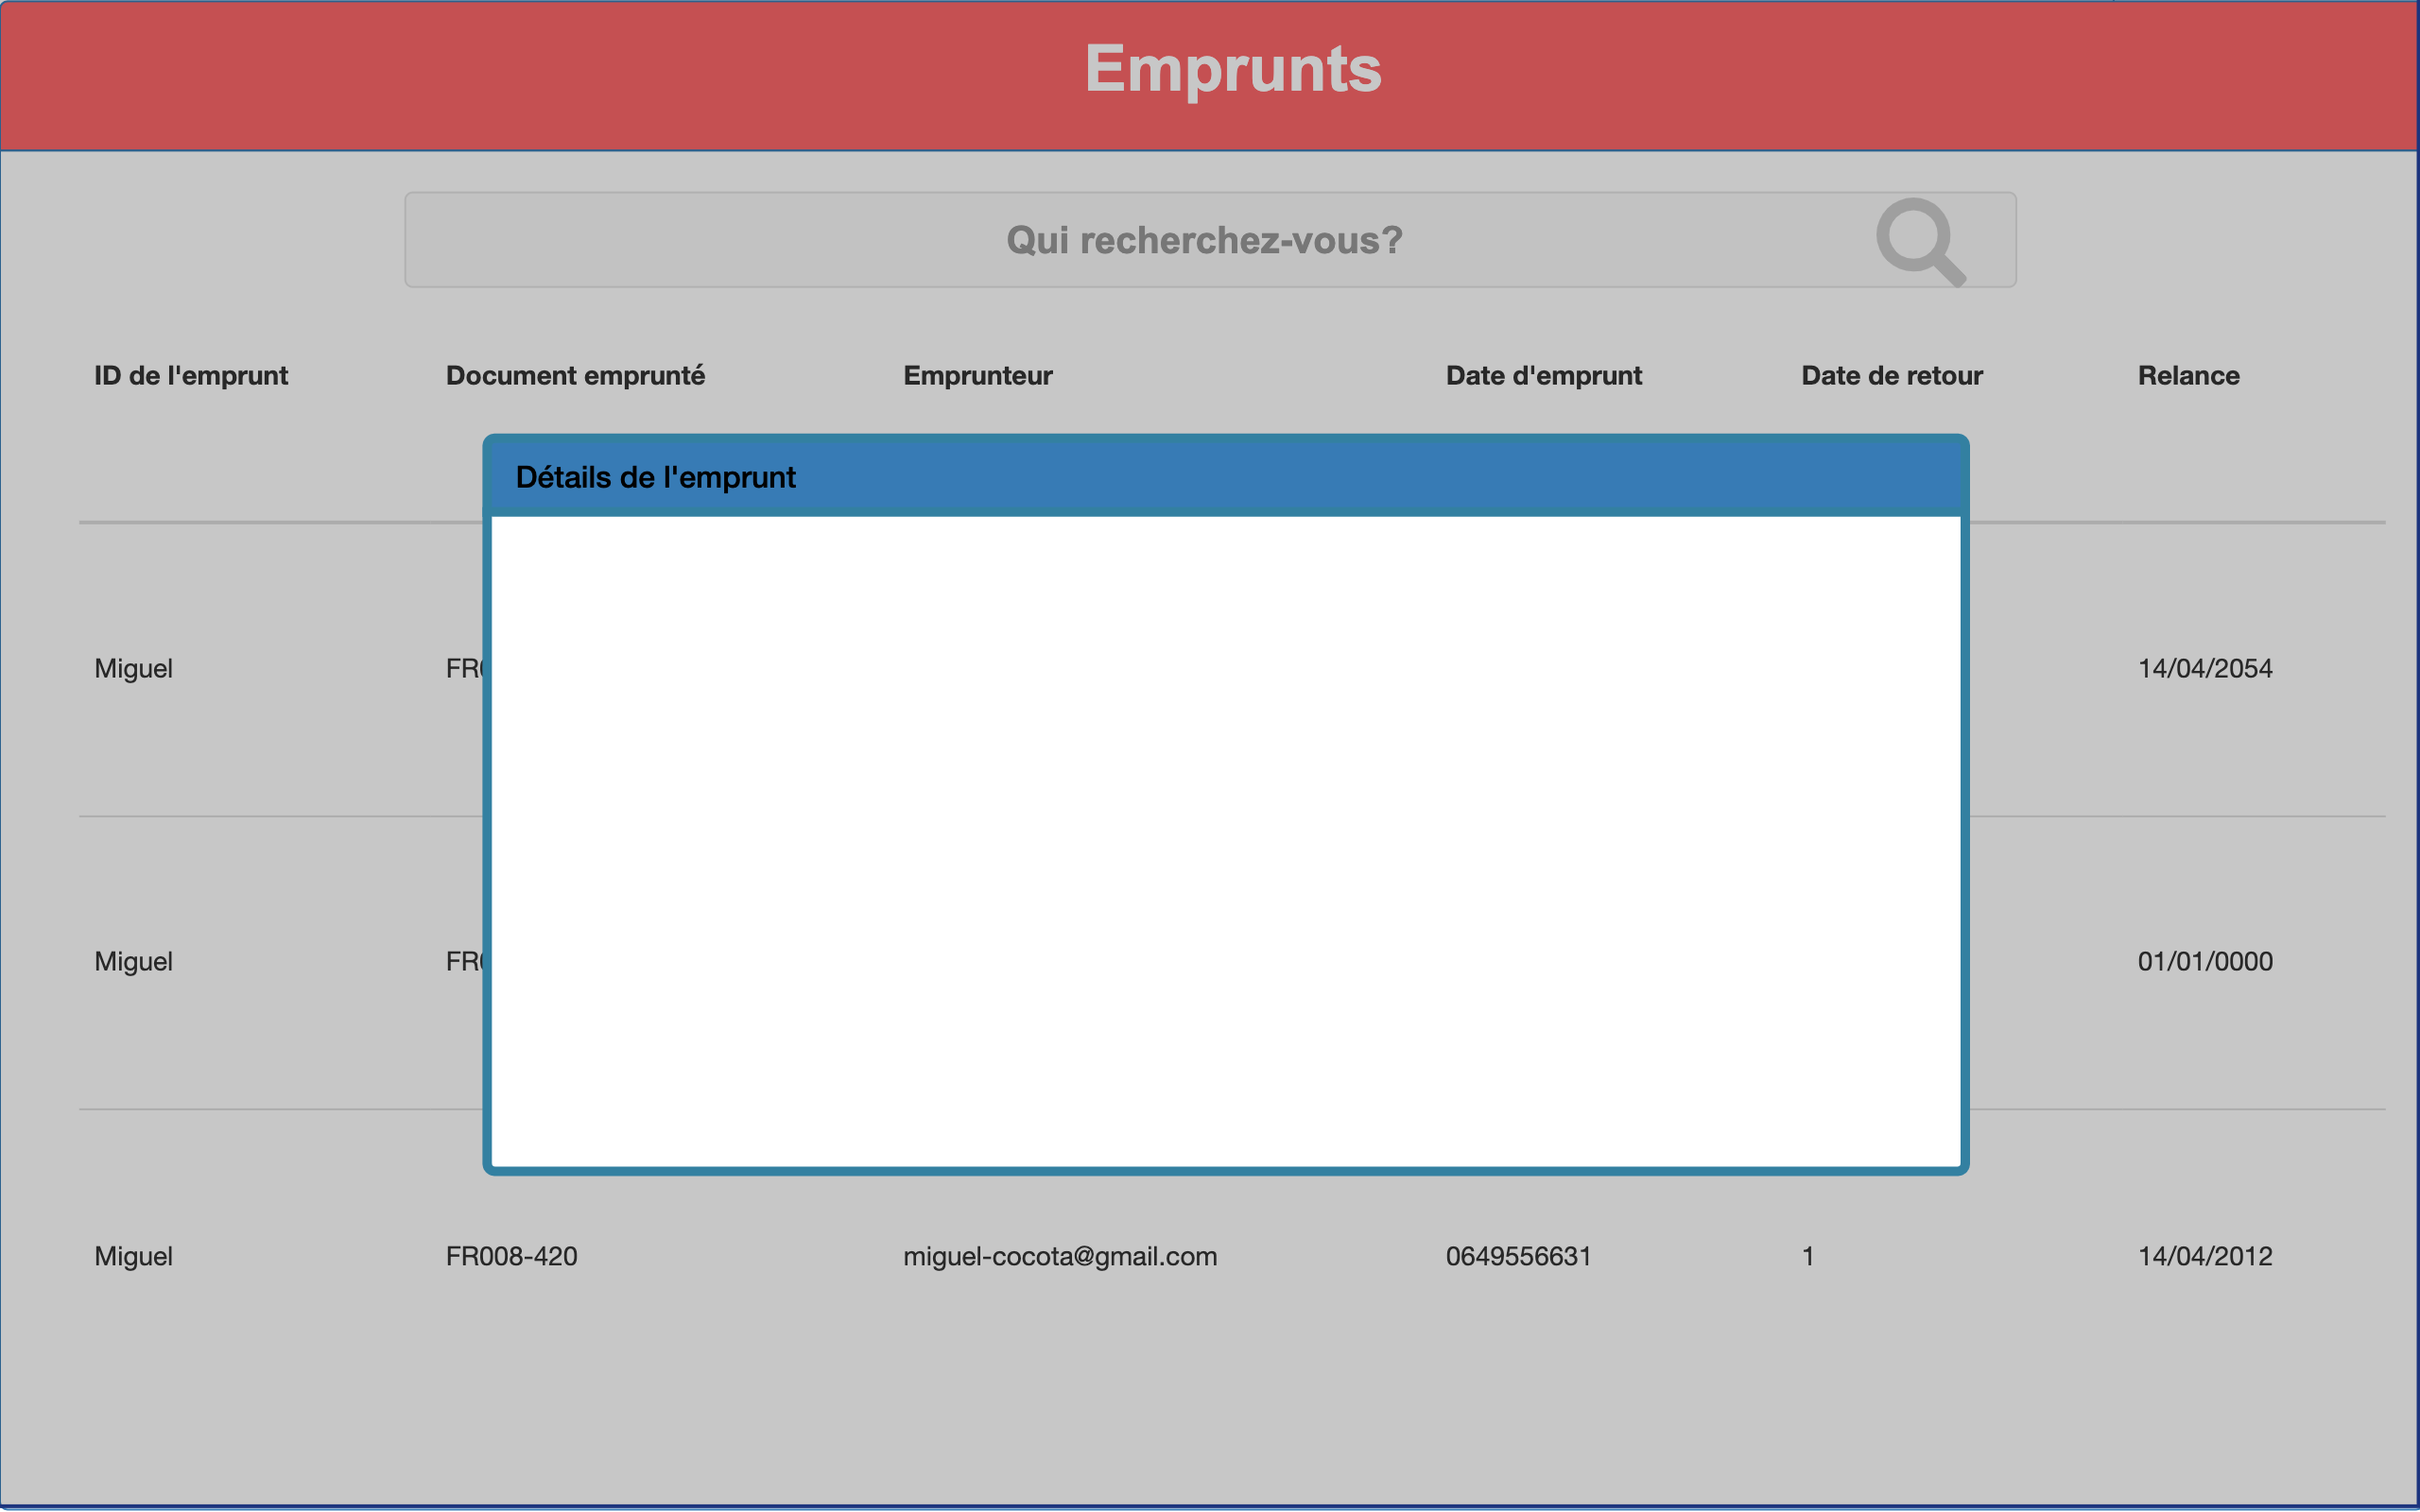 Emprunts
Qui recherchez-vous?
ID de l'emprunt Document emprunté Emprunteur Date d'emprunt Date de retour Relance
Détails de l'emprunt
Miguel FR 14/04/2054
Miguel FR 01/01/0000
Miguel FR008-420 miguel-cocota@gmail.com 0649556631 1 14/04/2012